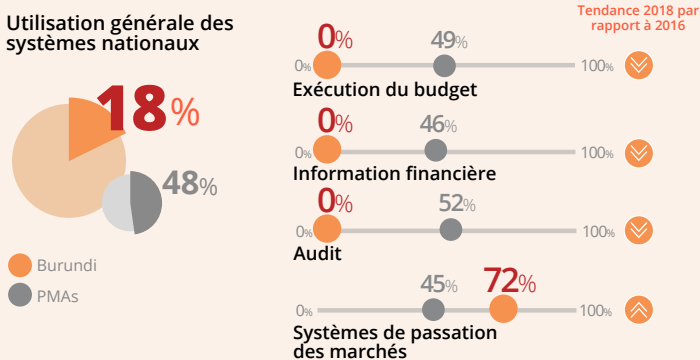 Utilisation générale des
systèmes nationaux
18%
48%
Burundi
PMAs
Tendance 2018 par
rapport à 2016
0%
49%
0%
100%
Exécution du budget
0%
46%
0%
100%
Information financière
0%
52%
0%
100%
Audit
45%
72%
0%
100%
Systèmes de passation
des marchés